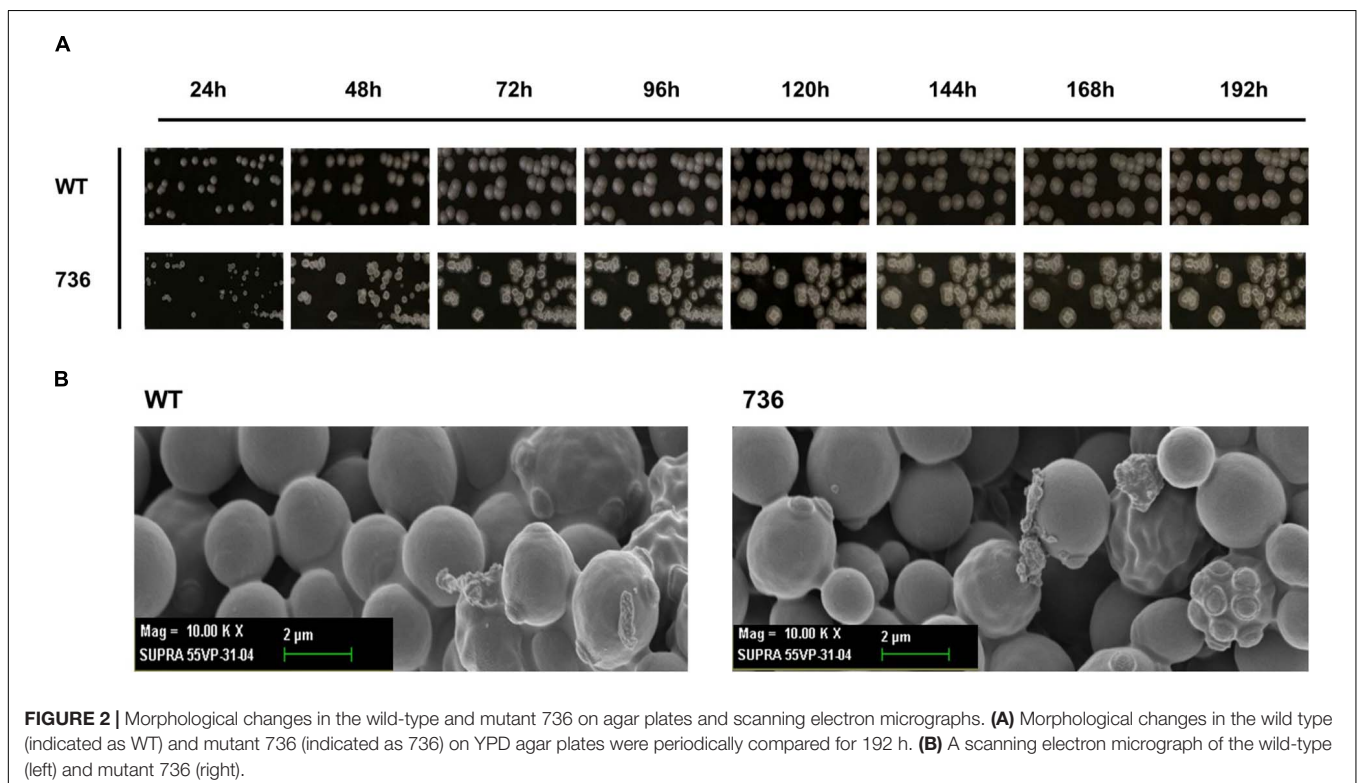 A
24h 48h 72h 96h 120h 144h 168h 192h
WT
736
B
WT 736
Mag = 10.00 K X 2 µm
SUPRA 55VP-31-04
Mag = 10.00 K X 2 µm
SUPRA 55VP-31-04
FIGURE 2 | Morphological changes in the wild-type and mutant 736 on agar plates and scanning electron micrographs. (A) Morphological changes in the wild type
(indicated as WT) and mutant 736 (indicated as 736) on YPD agar plates were periodically compared for 192 h. (B) A scanning electron micrograph of the wild-type
(left) and mutant 736 (right).